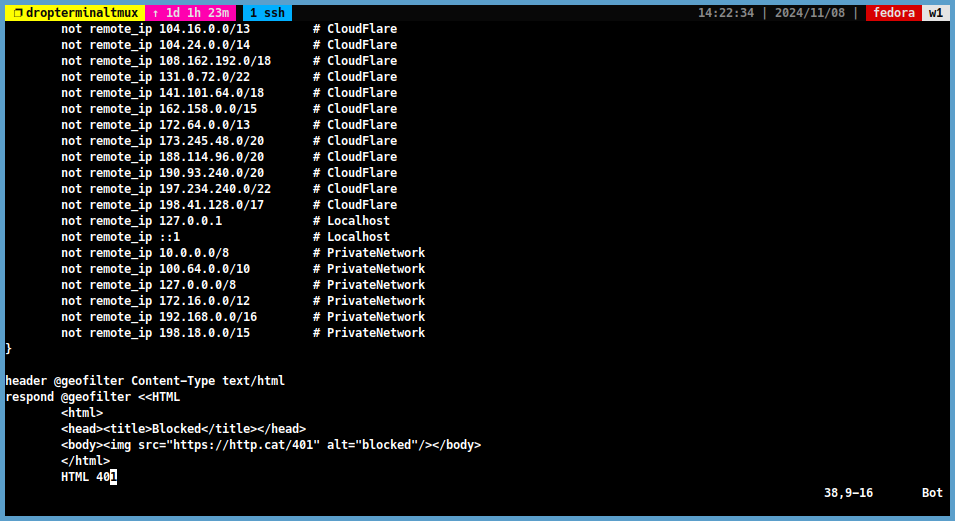 dropterminaltmux ↑ 1d 1h 23m 1 ssh 14:22:34 | 2024/11/08 | fedora w1
not remote_ip 104.16.0.0/13 # CloudFlare
not remote_ip 104.24.0.0/14 # CloudFlare
not remote_ip 108.162.192.0/18 # CloudFlare
not remote_ip 131.0.72.0/22 # CloudFlare
not remote_ip 141.101.64.0/18 # CloudFlare
not remote_ip 162.158.0.0/15 # CloudFlare
not remote_ip 172.64.0.0/13 # CloudFlare
not remote_ip 173.245.48.0/20 # CloudFlare
not remote_ip 188.114.96.0/20 # CloudFlare
not remote_ip 190.93.240.0/20 # CloudFlare
not remote_ip 197.234.240.0/22 # CloudFlare
not remote_ip 198.41.128.0/17 # CloudFlare
not remote_ip 127.0.0.1 # Localhost
not remote_ip ::1 # Localhost
not remote_ip 10.0.0.0/8 # PrivateNetwork
not remote_ip 100.64.0.0/10 # PrivateNetwork
not remote_ip 127.0.0.0/8 # PrivateNetwork
not remote_ip 172.16.0.0/12 # PrivateNetwork
not remote_ip 192.168.0.0/16 # PrivateNetwork
not remote_ip 198.18.0.0/15 # PrivateNetwork
}
header @geofilter Content-Type text/html
respond @geofilter <<HTML
<html>
<head><title>Blocked</title></head>
<body><img src="https://http.cat/401" alt="blocked"/></body>
</html>
HTML 401
38,9-16 Bot